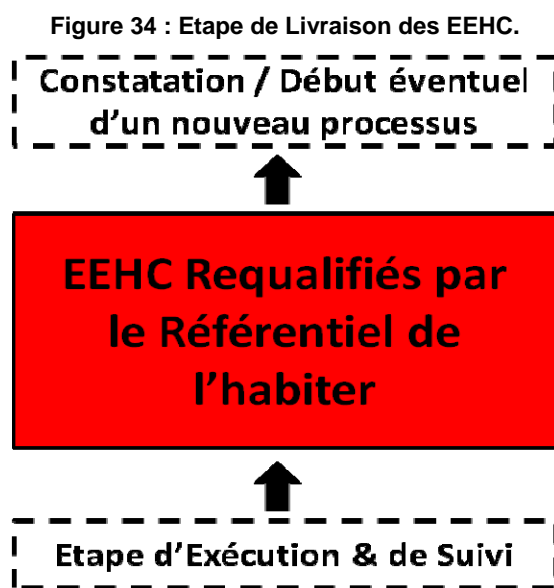 Figure 34 : Etape de Livraison des EEHC.
Constatation / Début éventuel
d'un nouveau processus
EEHC Requalifiés par
le Référentiel de
l'habiter
Etape d'Exécution & de Suivi